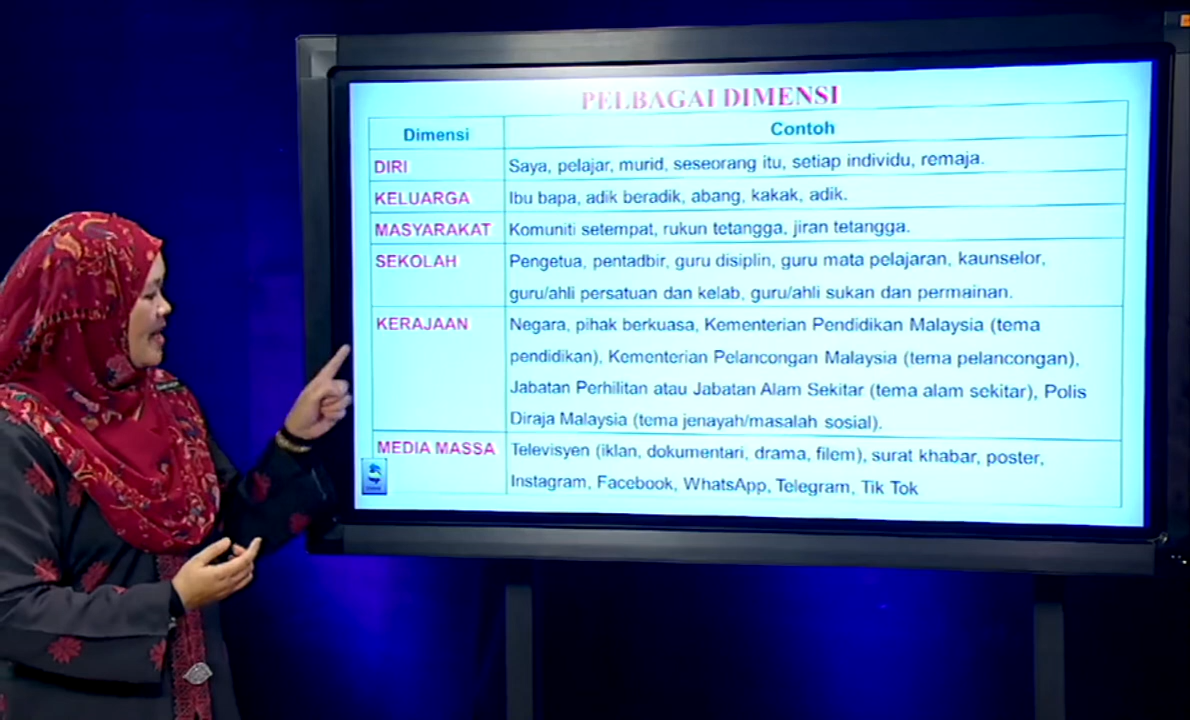 PELBAGAI DIMENSI
Dimensi Contoh
DIRI Saya, pelajar, murid, seseorang itu, setiap individu, remaja.
KELUARGA Ibu bapa, adik beradik, abang, kakak, adik.
MASYARAKAT Komuniti setempat, rukun tetangga, jiran tetangga.
SEKOLAH Pengetua, pentadbir, guru disiplin, guru mata pelajaran, kaunselor,
guru/ahli persatuan dan kelab, guru/ahli sukan dan permainan.
KERAJAAN Negara, pihak berkuasa, Kementerian Pendidikan Malaysia (tema
pendidikan), Kementerian Pelancongan Malaysia (tema pelancongan),
Jabatan Perhilitan atau Jabatan Alam Sekitar (tema alam sekitar), Polis
Diraja Malaysia (tema jenayah/masalah sosial).
MEDIA MASSA Televisyen (iklan, dokumentari, drama, filem), surat khabar, poster,
Instagram, Facebook, WhatsApp, Telegram, Tik Tok